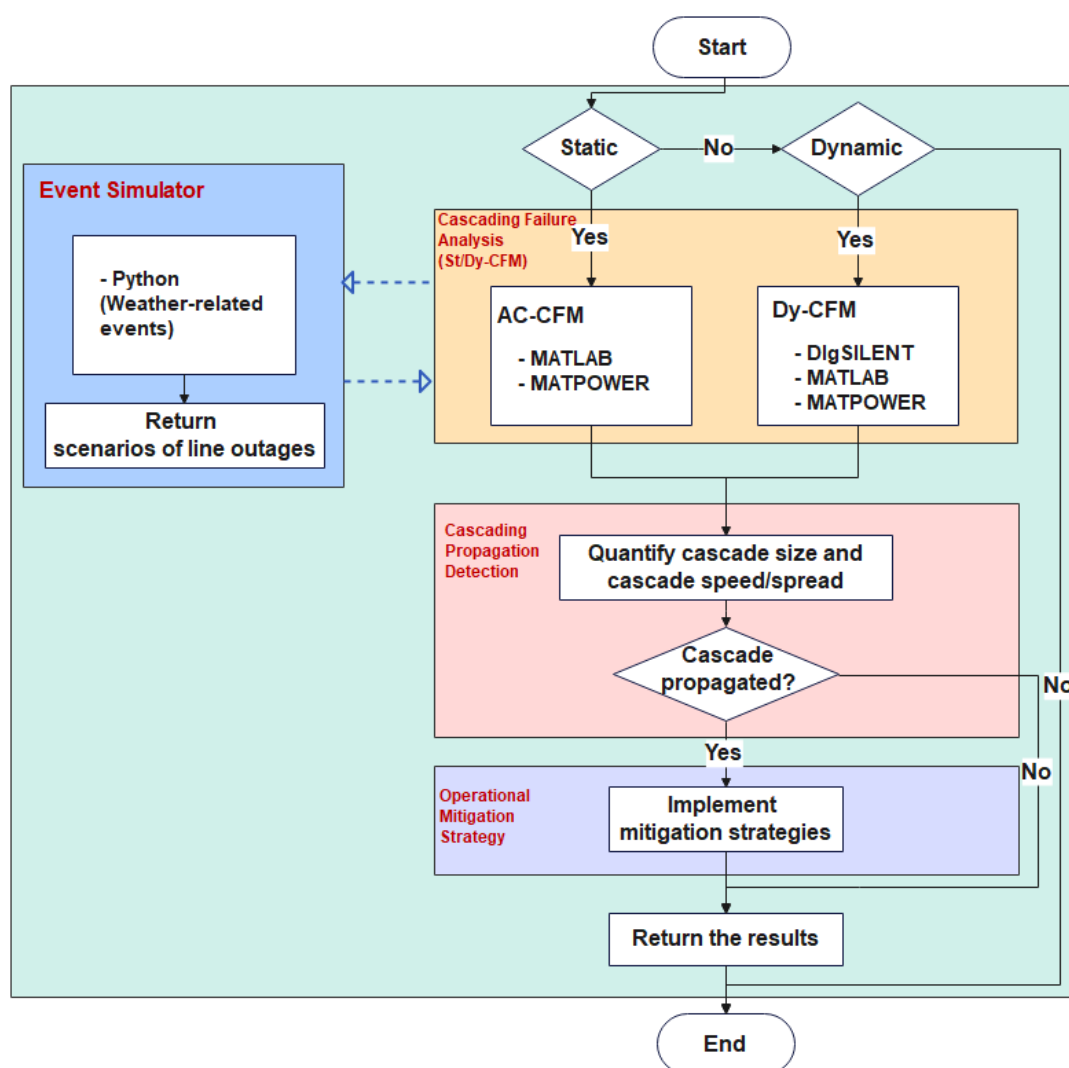 Start
Static
No
Dynamic
Event Simulator
- Python
(Weather-related
events)
Return
scenarios of line outages
Cascading Failure
Analysis
(St/Dy-CFM)
Yes
Yes
AC-CFM
- MATLAB
- MATPOWER
Dy-CFM
- DIgSILENT
- MATLAB
- MATPOWER
Cascading
Propagation
Detection
Quantify cascade size and
cascade speed/spread
Cascade
propagated?
No
Yes
No
Operational
Mitigation
Strategy
Implement
mitigation strategies
Return the results
End